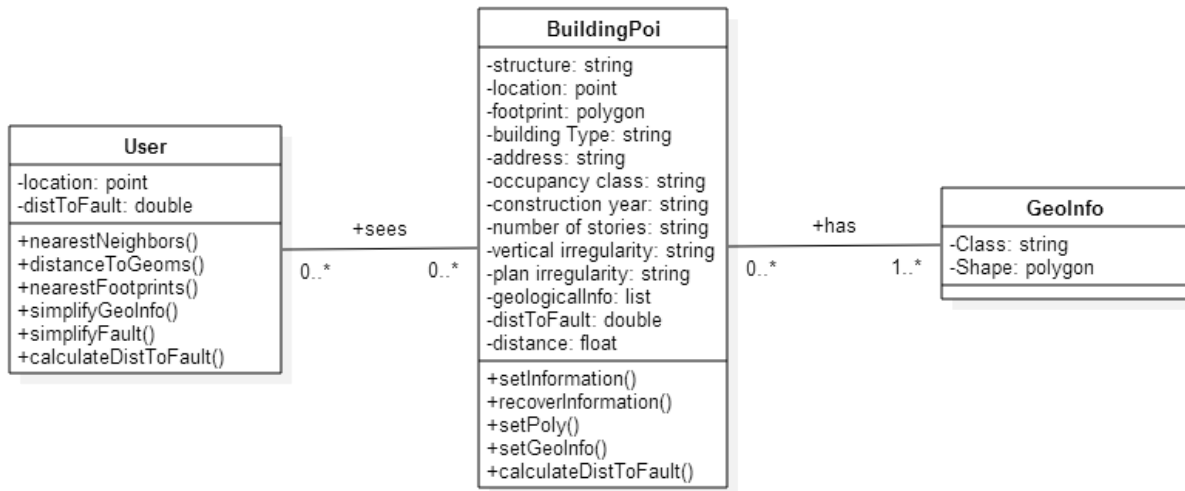 User
-location: point
-distToFault: double
+nearestNeighbors()
+distanceToGeoms()
+nearestFootprints()
+simplifyGeoInfo()
+simplifyFault()
+calculateDistToFault()
+sees
0..*
0..*
BuildingPoi
-structure: string
-location: point
-footprint: polygon
-building Type: string
-address: string
-occupancy class: string
-construction year: string
-number of stories: string
-vertical irregularity: string
-plan irregularity: string
-geologicalInfo: list
-distToFault: double
-distance: float
+setInformation()
+recoverInformation()
+setPoly()
+setGeoInfo()
+calculateDistToFault()
+has
0..*
1..*
GeoInfo
-Class: string
-Shape: polygon